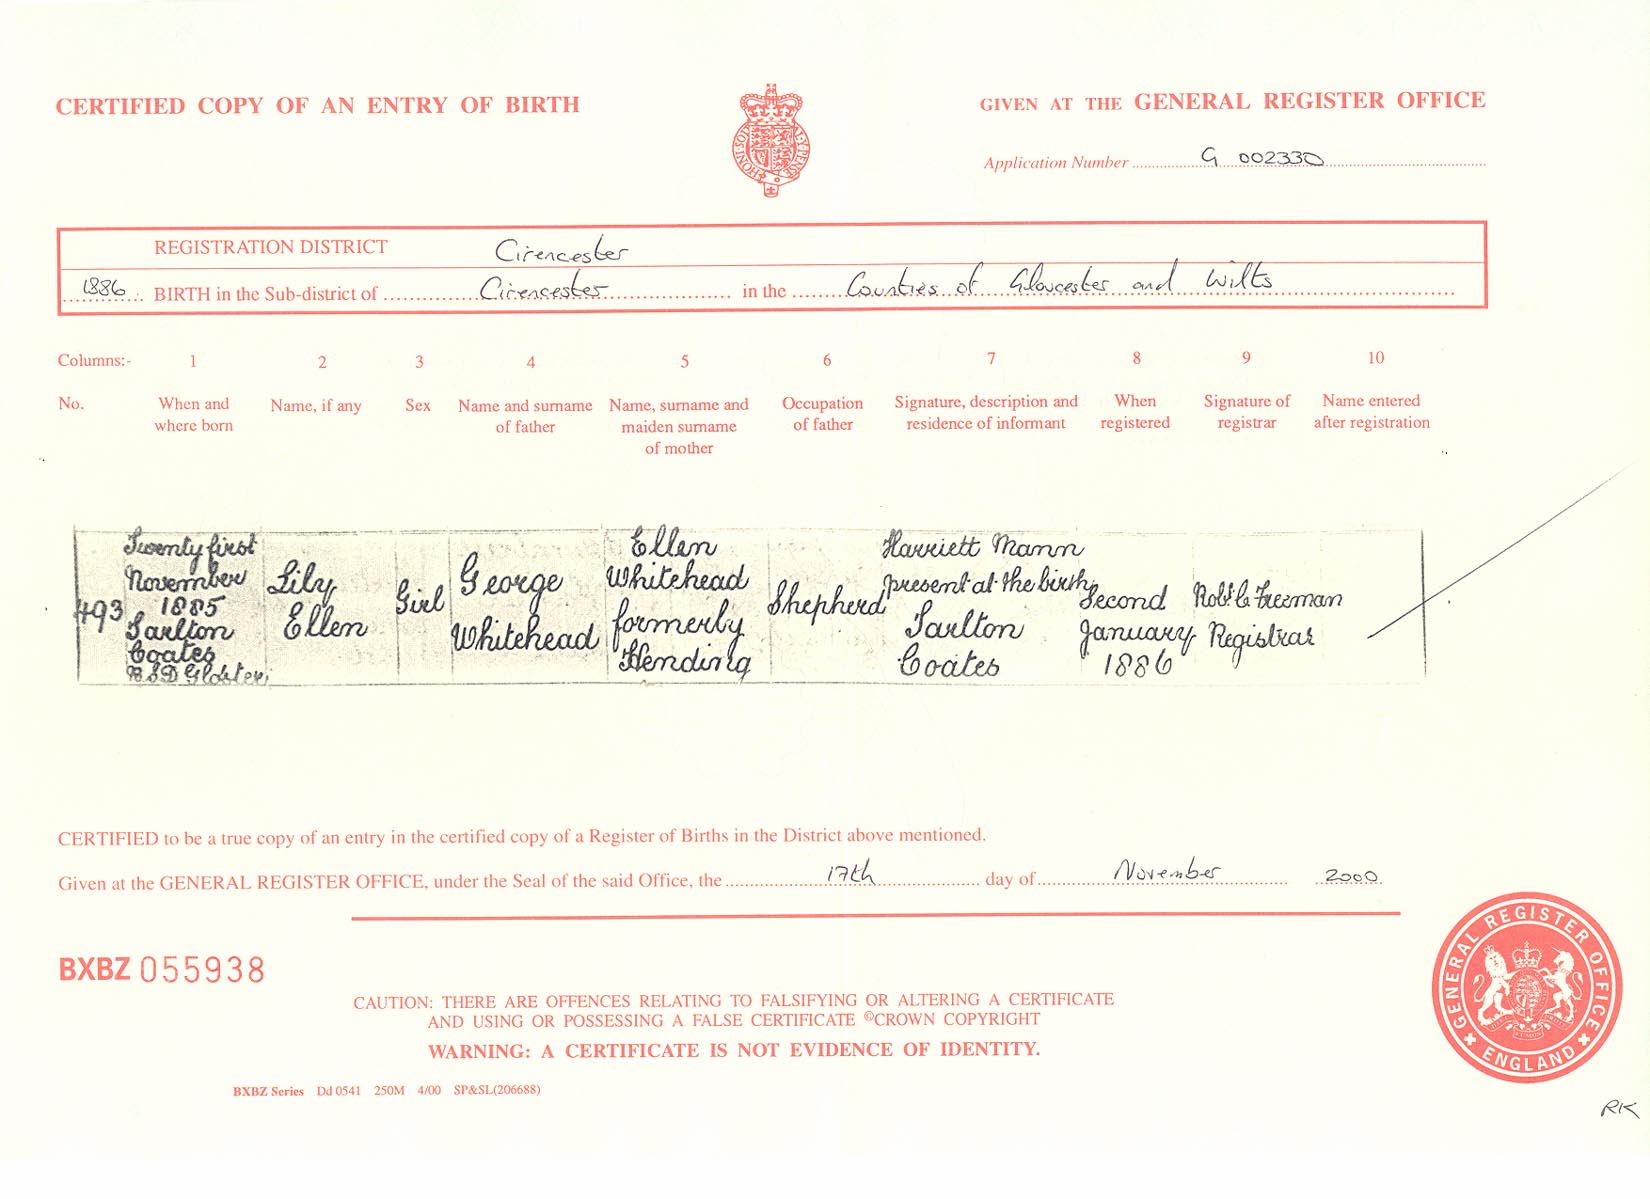 CERTIFIED COPY OF AN ENTRY OF BIRTH
GIVEN AT THE GENERAL REGISTER OFFICE
HONI·SOIT
Application Number G 002330
REGISTRATION DISTRICT Cirencester
1886 BIRTH in the Sub-district of Cirencester in the Counties of Gloucester and Wilts
Columns:- 1 2 3 4 5 6 7 8 9 10
No.
When and
where born
Name, if any
Sex
Name and surname
of father
Name, surname and
maiden surname
of mother
Occupation
of father
Signature, description and
residence of informant
When
registered
Signature of
registrar
Name entered
after registration
493
Twenty first
November
1885
Tarlton
Coates
Lily
Ellen
Girl
George
Whitehead
Ellen
Whitehead
formerly
Hending
Shepherd
Harriett Mann
present at the birth
Tarlton
Coates
Second
January
1886
Robt. C. Freeman
Registrar
CERTIFIED to be a true copy of an entry in the certified copy of a Register of Births in the District above mentioned.
Given at the GENERAL REGISTER OFFICE, under the Seal of the said Office, the 17th day of November 2000
BXBZ 055938
CAUTION: THERE ARE OFFENCES RELATING TO FALSIFYING OR ALTERING A CERTIFICATE
AND USING OR POSSESSING A FALSE CERTIFICATE ©CROWN COPYRIGHT
WARNING: A CERTIFICATE IS NOT EVIDENCE OF IDENTITY.
BXBZ Series Dd 0541 250M 4/00 SP&SL(206688)
GENERAL REGISTER OFFICE
ENGLAND
RK